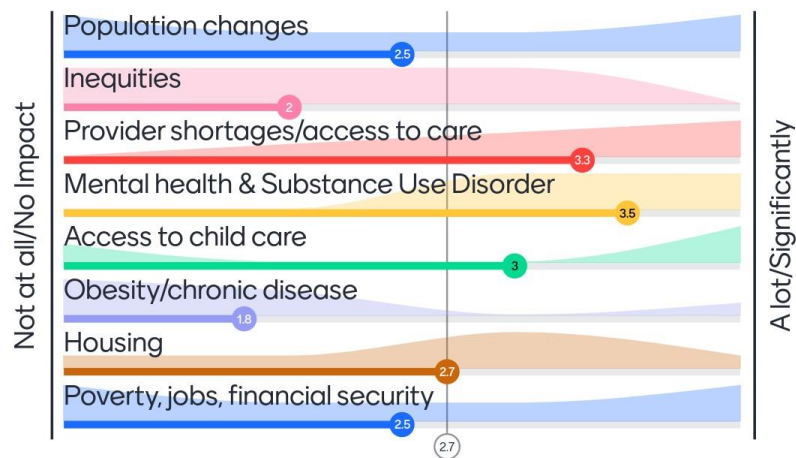 Not at all/No Impact
Population changes
2.5
Inequities
2
Provider shortages/access to care
3.3
Mental health & Substance Use Disorder
3.5
Access to child care
3
Obesity/chronic disease
1.8
Housing
2.7
Poverty, jobs, financial security
2.5
2.7
A lot/Significantly